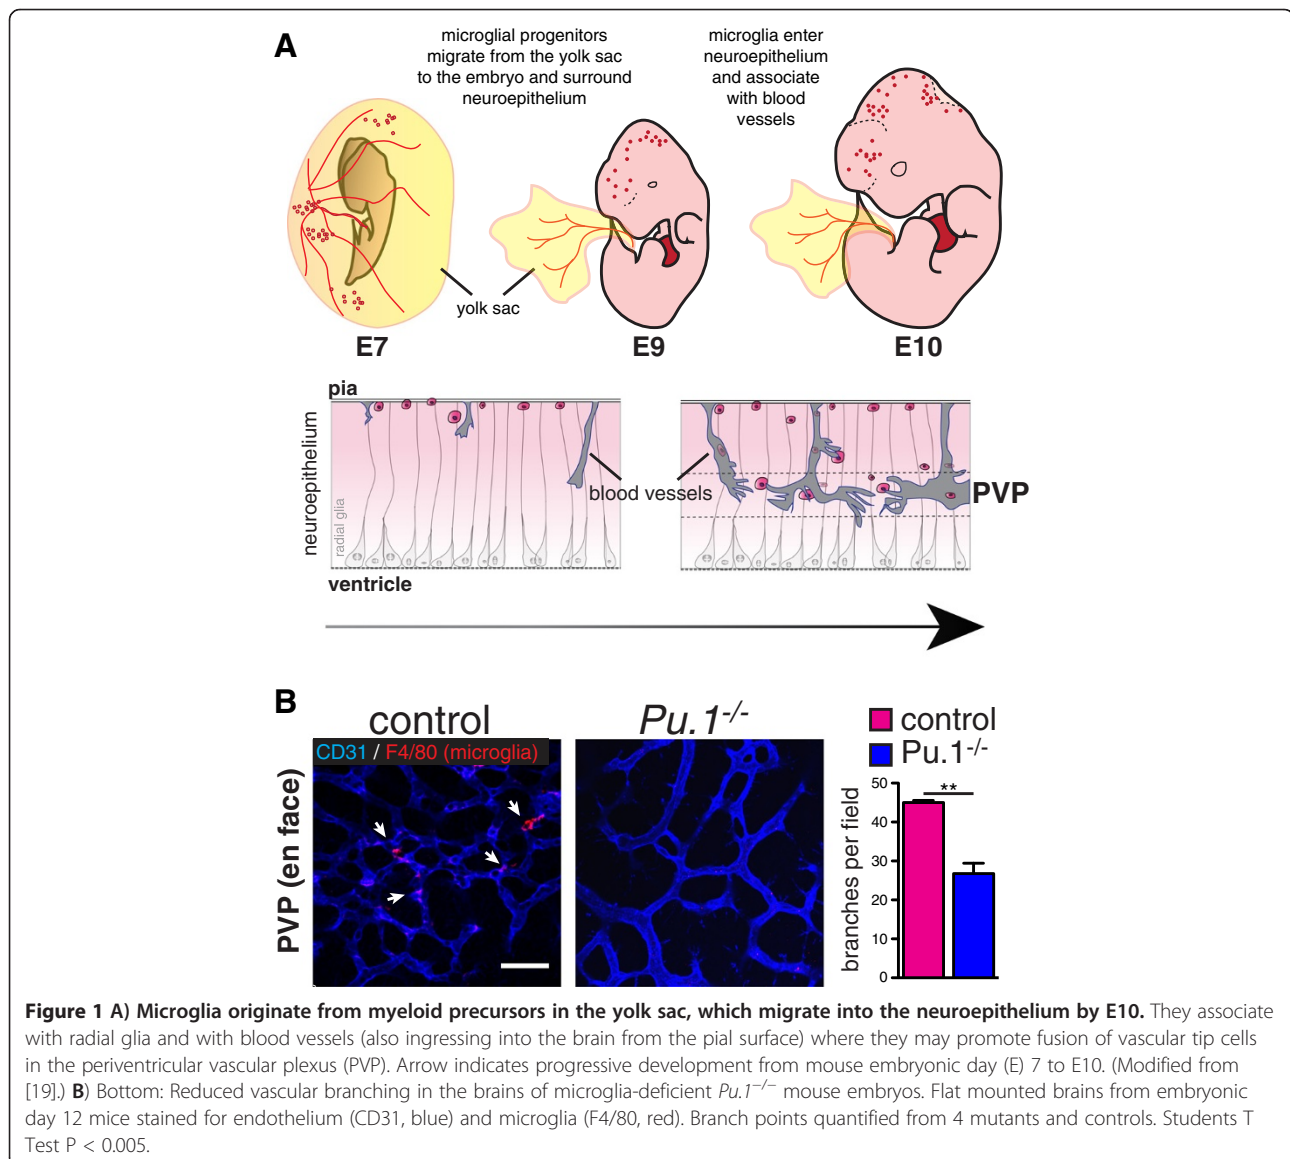 A
microglial progenitors
migrate from the yolk sac
to the embryo and surround
neuroepithelium
microglia enter
neuroepithelium
and associate
with blood
vessels
yolk sac
E7
E9
E10
pia
neuroepithelium
radial glia
blood vessels
PVP
ventricle
B
control
Pu.1-/-
CD31 / F4/80 (microglia)
PVP (en face)
control
Pu.1-/-
**
branches per field
50
40
30
20
10
0
Figure 1 A) Microglia originate from myeloid precursors in the yolk sac, which migrate into the neuroepithelium by E10. They associate
with radial glia and with blood vessels (also ingressing into the brain from the pial surface) where they may promote fusion of vascular tip cells
in the periventricular vascular plexus (PVP). Arrow indicates progressive development from mouse embryonic day (E) 7 to E10. (Modified from
[19].) B) Bottom: Reduced vascular branching in the brains of microglia-deficient Pu.1−/− mouse embryos. Flat mounted brains from embryonic
day 12 mice stained for endothelium (CD31, blue) and microglia (F4/80, red). Branch points quantified from 4 mutants and controls. Students T
Test P < 0.005.